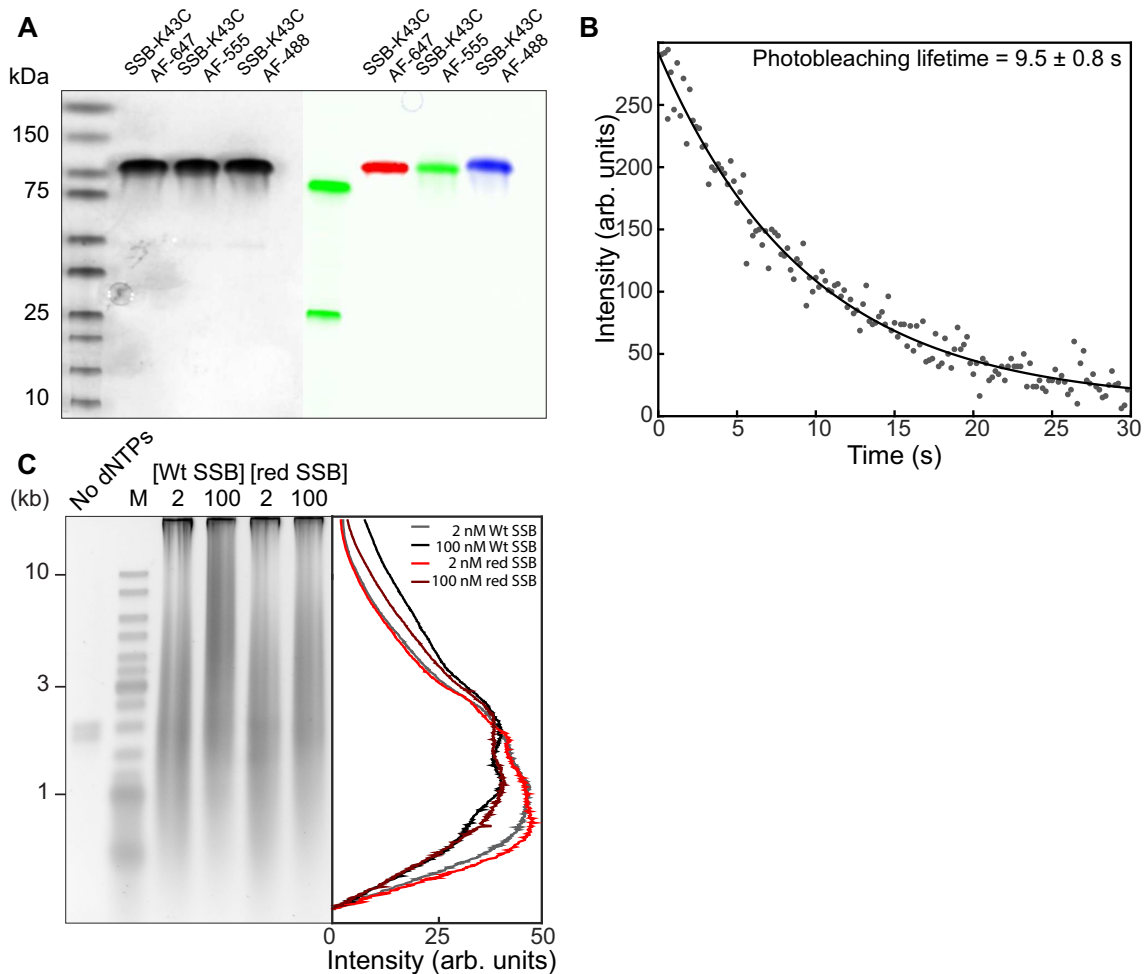 A
SSB-K43C
AF-647
SSB-K43C
AF-555
SSB-K43C
AF-488
SSB-K43C
AF-647
SSB-K43C
AF-555
SSB-K43C
AF-488
kDa
150
75
25
10
B
Photobleaching lifetime = 9.5 ± 0.8 s
Intensity (arb. units)
250
200
150
100
50
0
0 5 10 15 20 25 30
Time (s)
C
No dNTPs
[Wt SSB] [red SSB]
(kb) M 2 100 2 100
10
3
1
2 nM Wt SSB
100 nM Wt SSB
2 nM red SSB
100 nM red SSB
0 25 50
Intensity (arb. units)